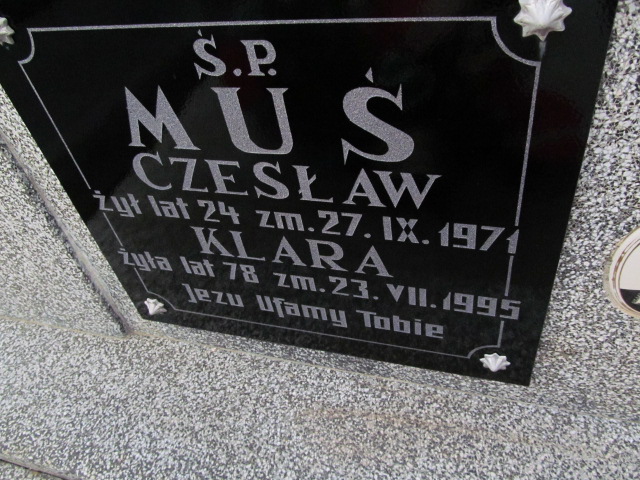 Ś.P.
MUŚ
CZESŁAW
żył lat 24 zm. 27. IX. 1971
KLARA
żyła lat 78 zm. 23. VII. 1995
Jezu Ufamy Tobie